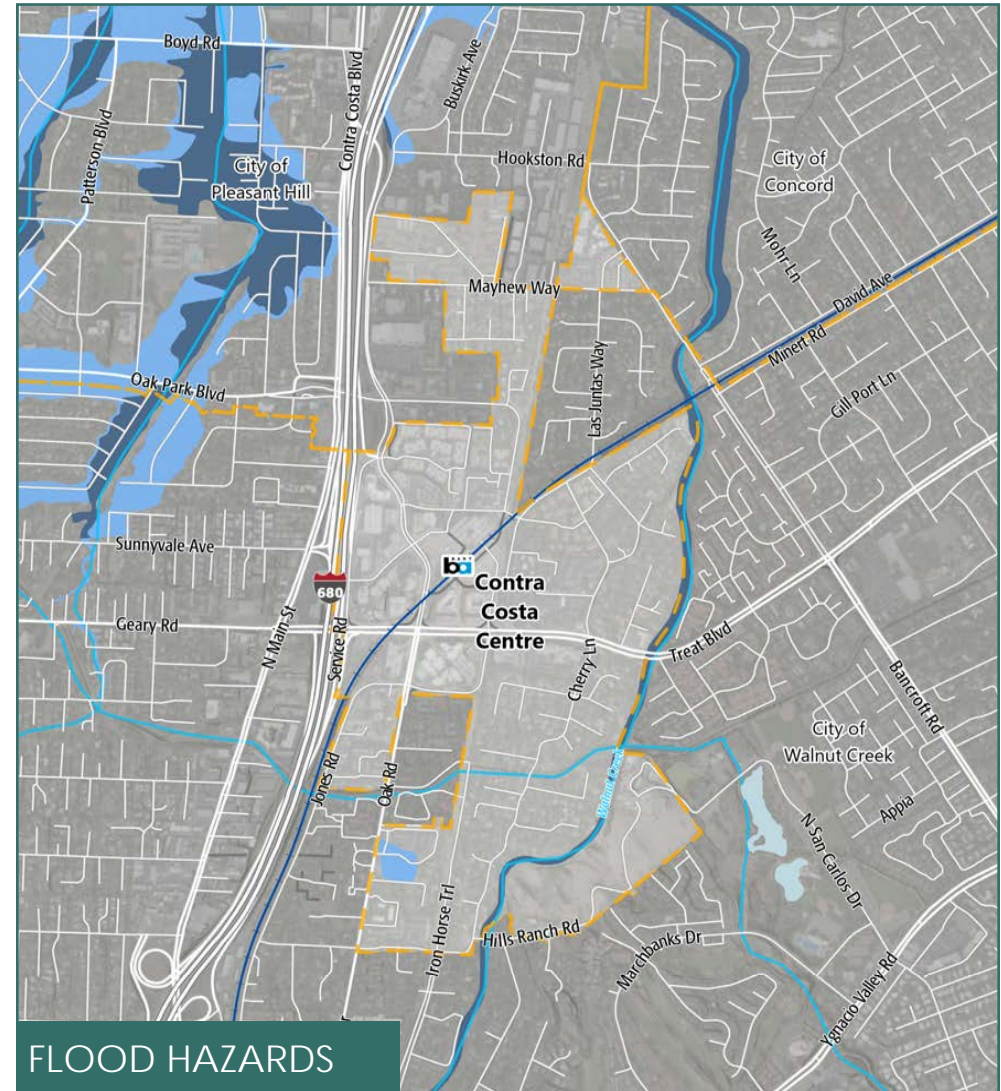 Boyd Rd
Contra Costa Blvd
Buskirk Ave
Patterson Blvd
City of
Pleasant Hill
Hookston Rd
City of
Concord
Mohr Ln
Mayhew Way
David Ave
Minert Rd
Oak Park Blvd
Las Juntas Way
Gill Port Ln
Sunnyvale Ave
ba
Contra
Costa
Centre
680
Geary Rd
N Main St
Service Rd
Cherry Ln
Treat Blvd
Bancroft Rd
City of
Walnut Creek
Jones Rd
Oak Rd
Walnut Creek
Appia
N San Carlos Dr
Iron Horse Trl
Hills Ranch Rd
Marchbanks Dr
Ygnacio Valley Rd
r
FLOOD HAZARDS